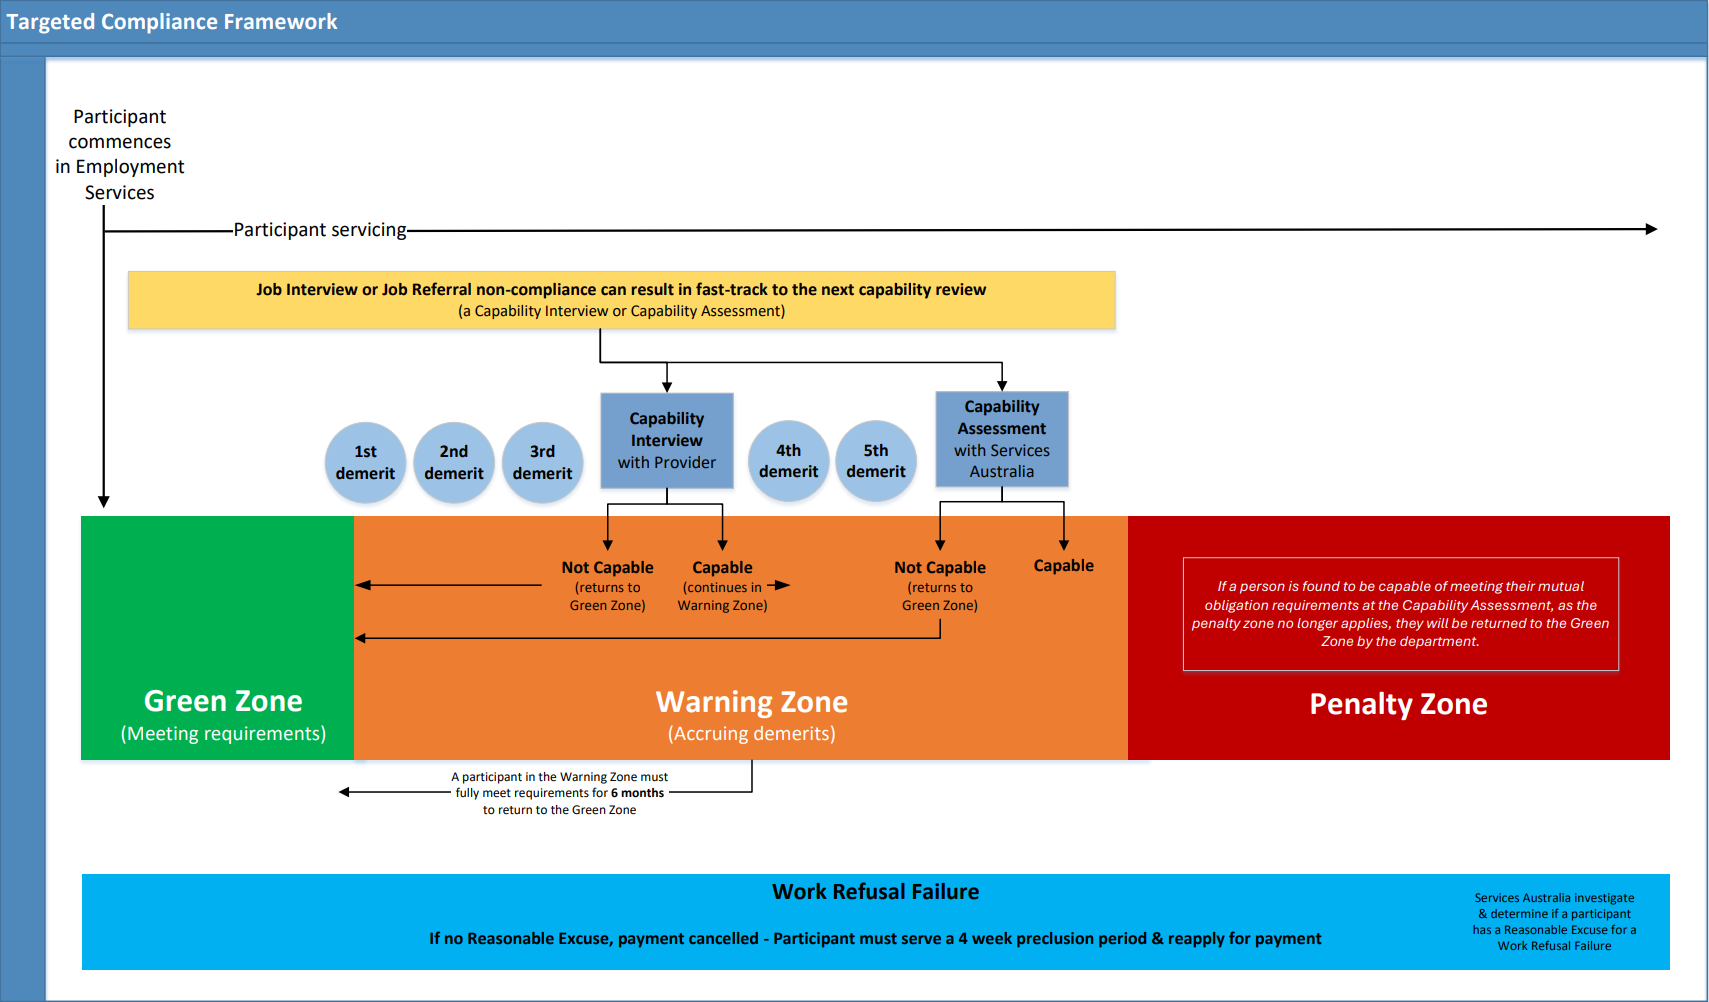 Targeted Compliance Framework
Participant
commences
in Employment
Services
Participant servicing
Job Interview or Job Referral non-compliance can result in fast-track to the next capability review
(a Capability Interview or Capability Assessment)
1st
demerit
2nd
demerit
3rd
demerit
Capability
Interview
with Provider
4th
demerit
5th
demerit
Capability
Assessment
with Services
Australia
Not Capable
(returns to
Green Zone)
Capable
(continues in
Warning Zone)
Not Capable
(returns to
Green Zone)
Capable
If a person is found to be capable of meeting their mutual
obligation requirements at the Capability Assessment, as the
penalty zone no longer applies, they will be returned to the Green
Zone by the department.
Green Zone
(Meeting requirements)
Warning Zone
(Accruing demerits)
Penalty Zone
A participant in the Warning Zone must
fully meet requirements for 6 months
to return to the Green Zone
Work Refusal Failure
If no Reasonable Excuse, payment cancelled - Participant must serve a 4 week preclusion period & reapply for payment
Services Australia investigate
& determine if a participant
has a Reasonable Excuse for a
Work Refusal Failure